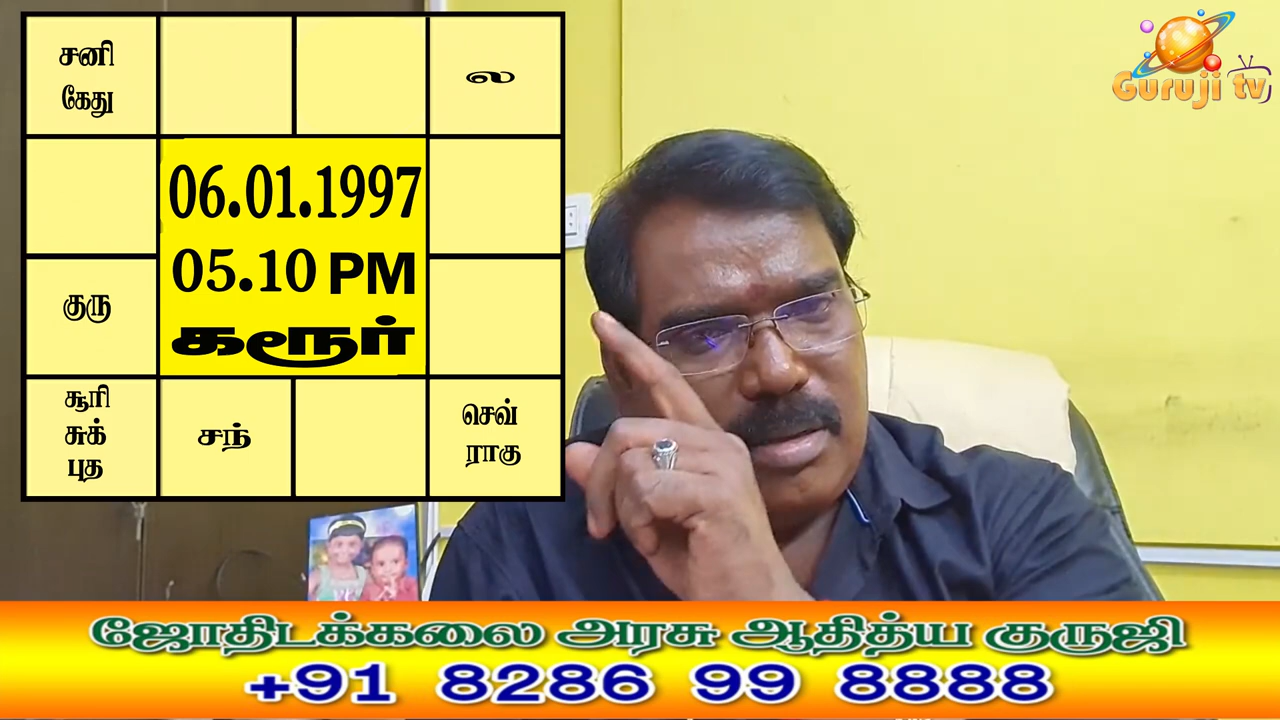 சனி
கேது
ல
குரு
06.01.1997
05.10 PM
கரூர்
சூரி
சுக்
புத
சந்
செவ்
ராகு
Guruji tv
ஜோதிடக்கலை அரசு ஆதித்ய குருஜி
+91 8286 99 8888